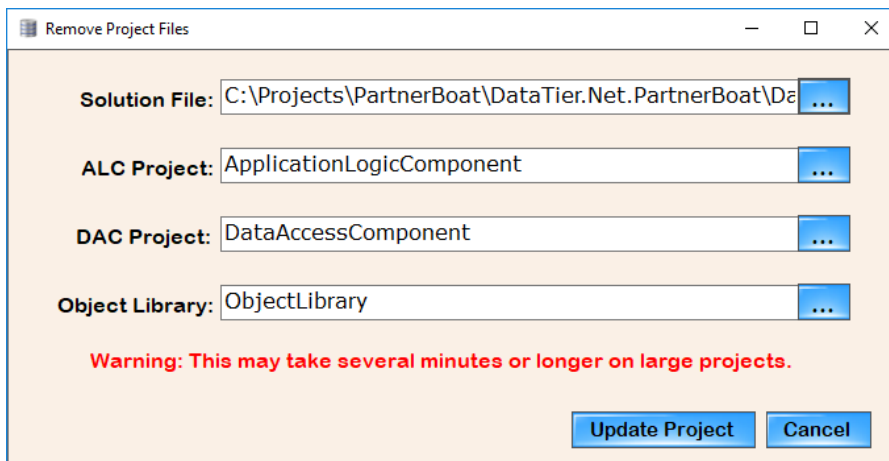 Remove Project Files
Solution File: C:\Projects\PartnerBoat\DataTier.Net.PartnerBoat\Da ...
ALC Project: ApplicationLogicComponent ...
DAC Project: DataAccessComponent ...
Object Library: ObjectLibrary ...
Warning: This may take several minutes or longer on large projects.
Update Project Cancel